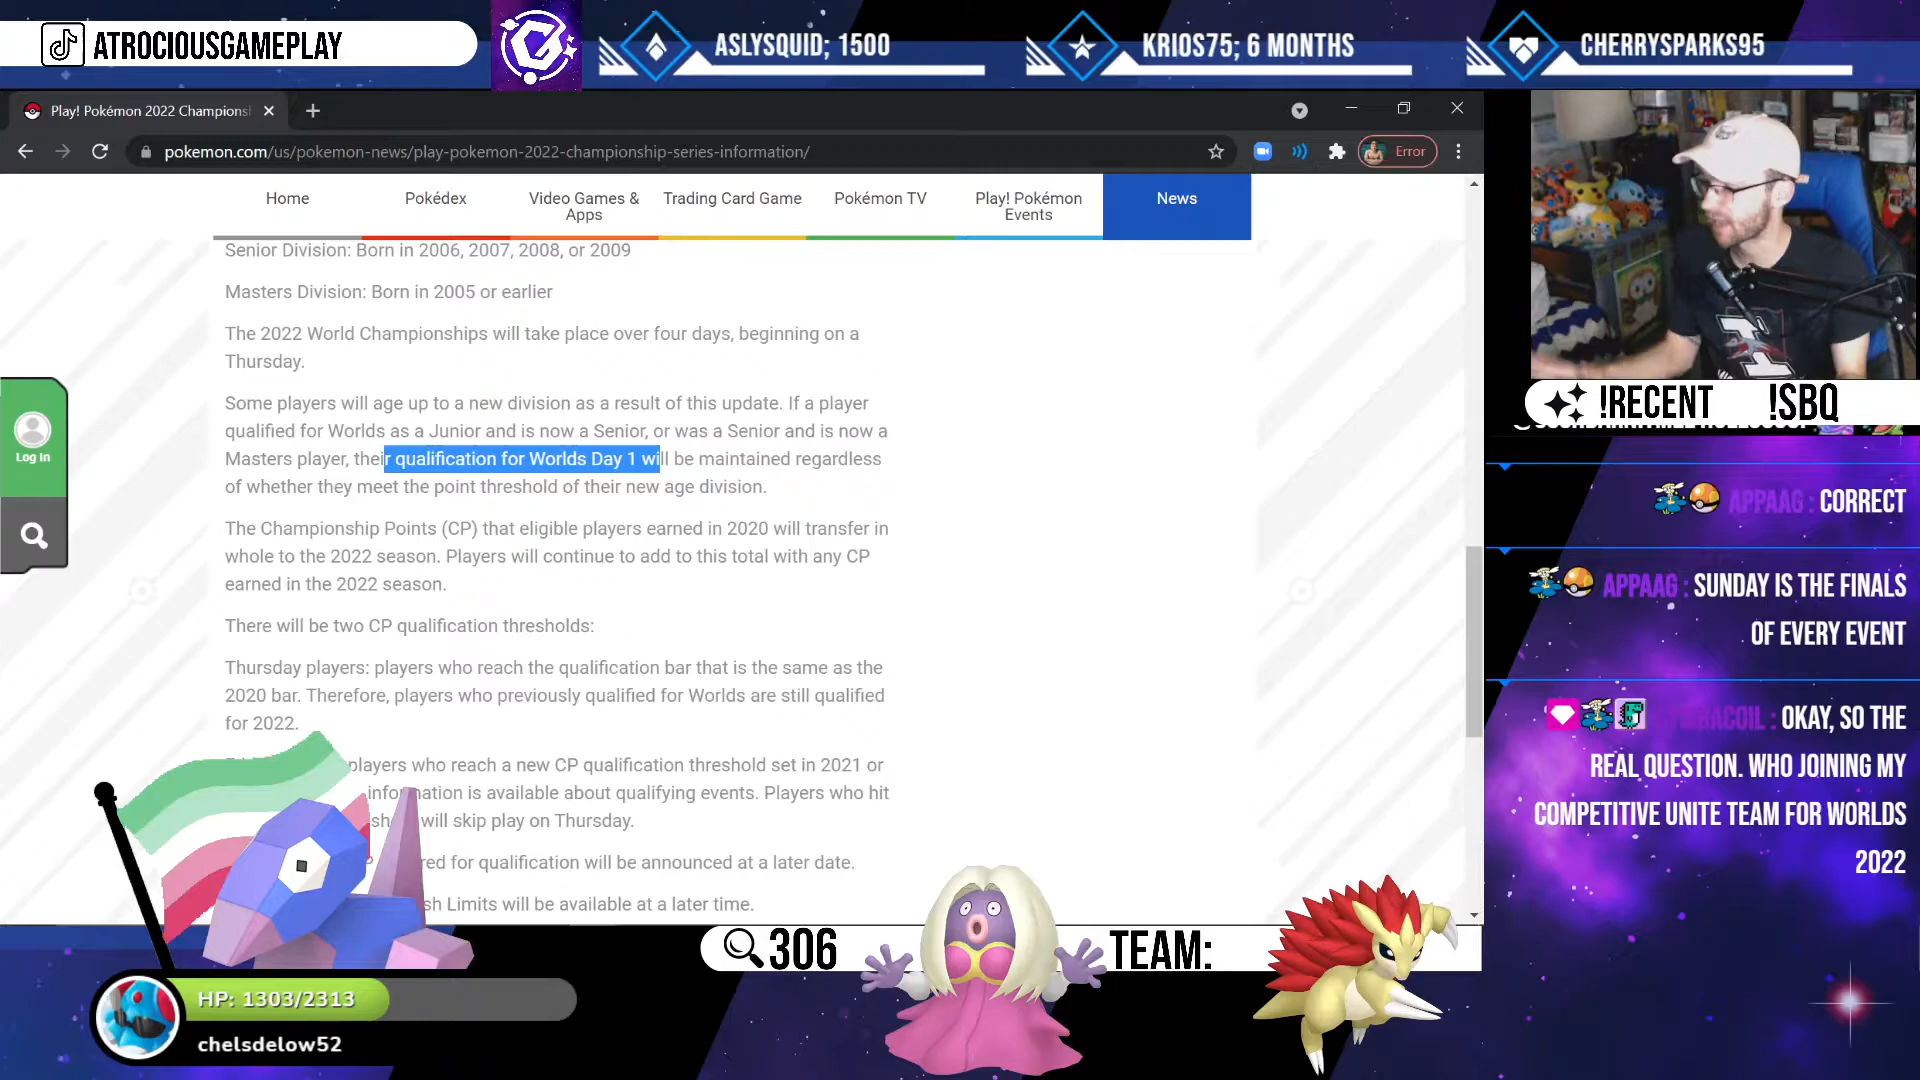 ATROCIOUSGAMEPLAY
ASLYSQUID; 1500
KRIOS75; 6 MONTHS
CHERRYSPARKS95
Play! Pokémon 2022 Champions
pokemon.com/us/pokemon-news/play-pokemon-2022-championship-series-information/
Error
Home
Pokédex
Video Games & Apps
Trading Card Game
Pokémon TV
Play! Pokémon Events
News
Senior Division: Born in 2006, 2007, 2008, or 2009
Masters Division: Born in 2005 or earlier
The 2022 World Championships will take place over four days, beginning on a
Thursday.
Some players will age up to a new division as a result of this update. If a player
qualified for Worlds as a Junior and is now a Senior, or was a Senior and is now a
Masters player, their qualification for Worlds Day 1 will be maintained regardless
of whether they meet the point threshold of their new age division.
The Championship Points (CP) that eligible players earned in 2020 will transfer in
whole to the 2022 season. Players will continue to add to this total with any CP
earned in the 2022 season.
There will be two CP qualification thresholds:
Thursday players: players who reach the qualification bar that is the same as the
2020 bar. Therefore, players who previously qualified for Worlds are still qualified
for 2022.
players who reach a new CP qualification threshold set in 2021 or
information is available about qualifying events. Players who hit
will skip play on Thursday.
for qualification will be announced at a later date.
Limits will be available at a later time.
Log In
!RECENT !SBQ
APPAAG : CORRECT
APPAAG : SUNDAY IS THE FINALS
OF EVERY EVENT
: OKAY, SO THE
REAL QUESTION. WHO JOINING MY
COMPETITIVE UNITE TEAM FOR WORLDS
2022
306
TEAM:
HP: 1303/2313
chelsdelow52